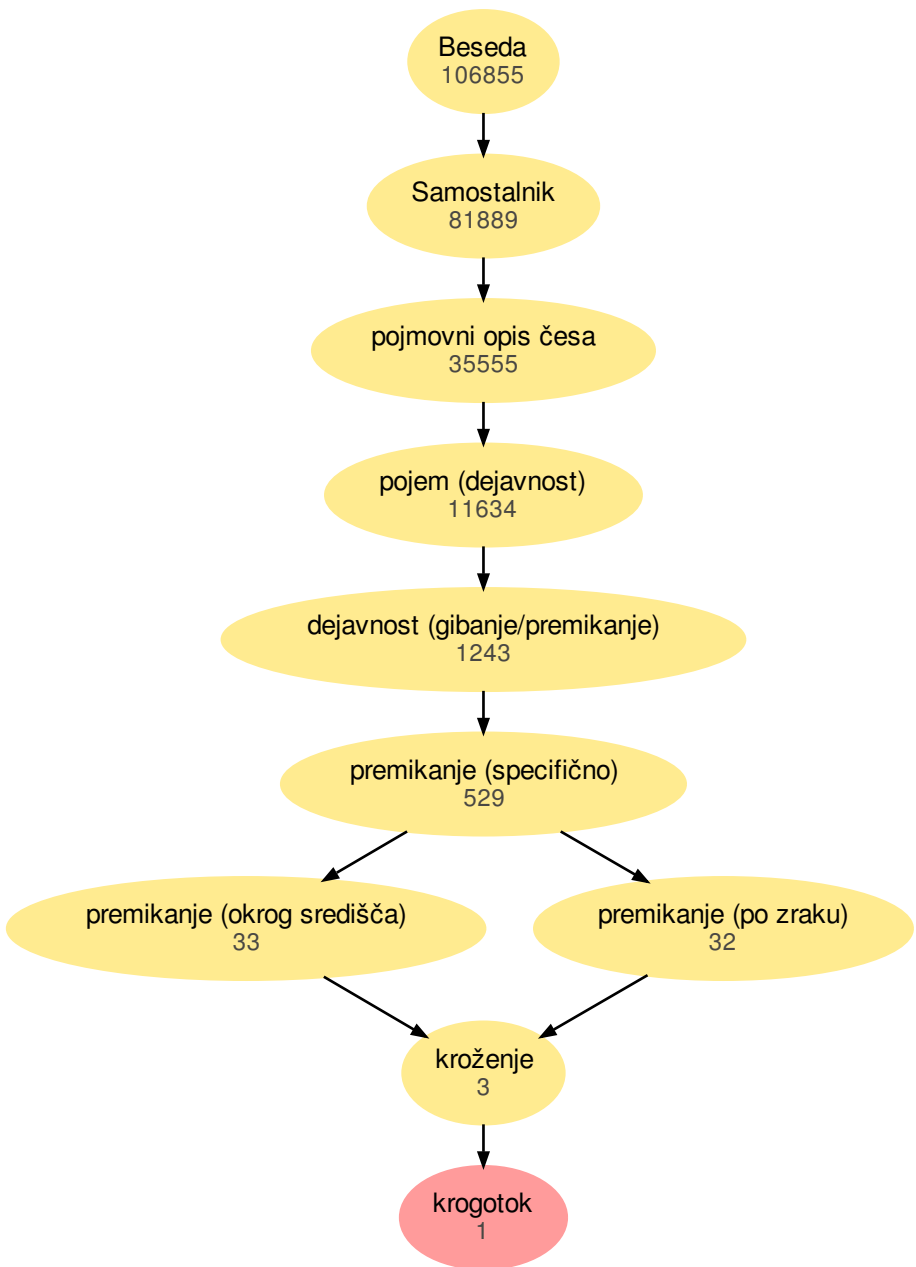 Beseda
106855
Samostalnik
81889
pojmovni opis česa
35555
pojem (dejavnost)
11634
dejavnost (gibanje/premikanje)
1243
premikanje (specifično)
529
premikanje (okrog središča)
33
premikanje (po zraku)
32
kroženje
3
krogotok
1